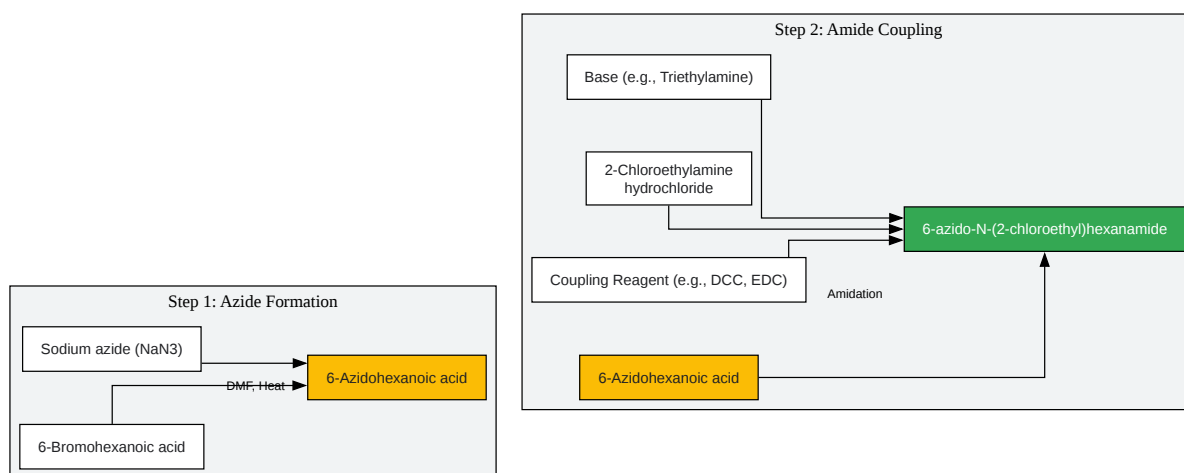 Step 1: Azide Formation
Sodium azide (NaN3)
6-Azidohexanoic acid
DMF, Heat
6-Bromohexanoic acid
Step 2: Amide Coupling
Base (e.g., Triethylamine)
2-Chloroethylamine
hydrochloride
6-azido-N-(2-chloroethyl)hexanamide
Coupling Reagent (e.g., DCC, EDC)
Amidation
6-Azidohexanoic acid